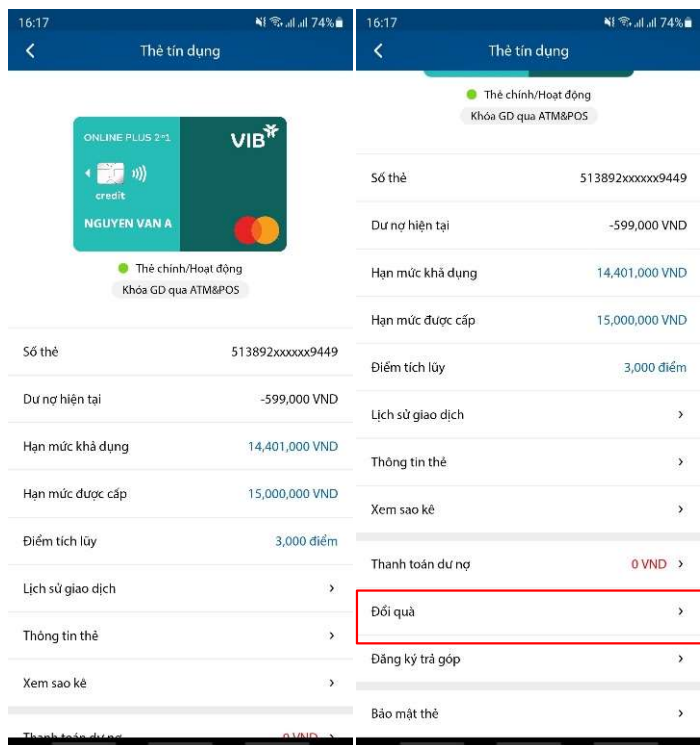 16:17 74%
Thẻ tín dụng
ONLINE PLUS 2in1
VIB
credit
NGUYEN VAN A
Thẻ chính/Hoạt động
Khóa GD qua ATM&POS
Số thẻ 513892xxxxxx9449
Dư nợ hiện tại -599,000 VND
Hạn mức khả dụng 14,401,000 VND
Hạn mức được cấp 15,000,000 VND
Điểm tích lũy 3,000 điểm
Lịch sử giao dịch
Thông tin thẻ
Xem sao kê
Thanh toán dư nợ 0 VND
16:17 74%
Thẻ tín dụng
Thẻ chính/Hoạt động
Khóa GD qua ATM&POS
Số thẻ 513892xxxxxx9449
Dư nợ hiện tại -599,000 VND
Hạn mức khả dụng 14,401,000 VND
Hạn mức được cấp 15,000,000 VND
Điểm tích lũy 3,000 điểm
Lịch sử giao dịch
Thông tin thẻ
Xem sao kê
Thanh toán dư nợ 0 VND
Đổi quà
Đăng ký trả góp
Bảo mật thẻ